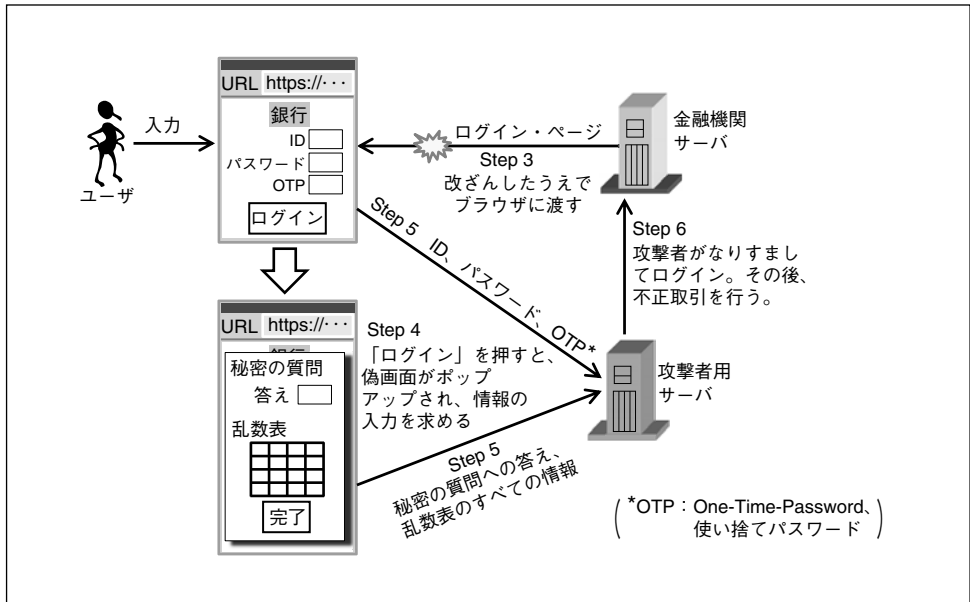 URL https://･･･
銀行
ID
パスワード
OTP
ログイン
入力
ユーザ
ログイン・ページ
Step 3
改ざんしたうえで
ブラウザに渡す
金融機関
サーバ
Step 5 ID、パスワード、OTP*
Step 6
攻撃者がなりすまし
てログイン。その後、
不正取引を行う。
URL https://･･･
秘密の質問
答え
乱数表
完了
Step 4
「ログイン」を押すと、
偽画面がポップ
アップされ、情報の
入力を求める
攻撃者用
サーバ
Step 5
秘密の質問への答え、
乱数表のすべての情報
(*OTP：One-Time-Password、
使い捨てパスワード)